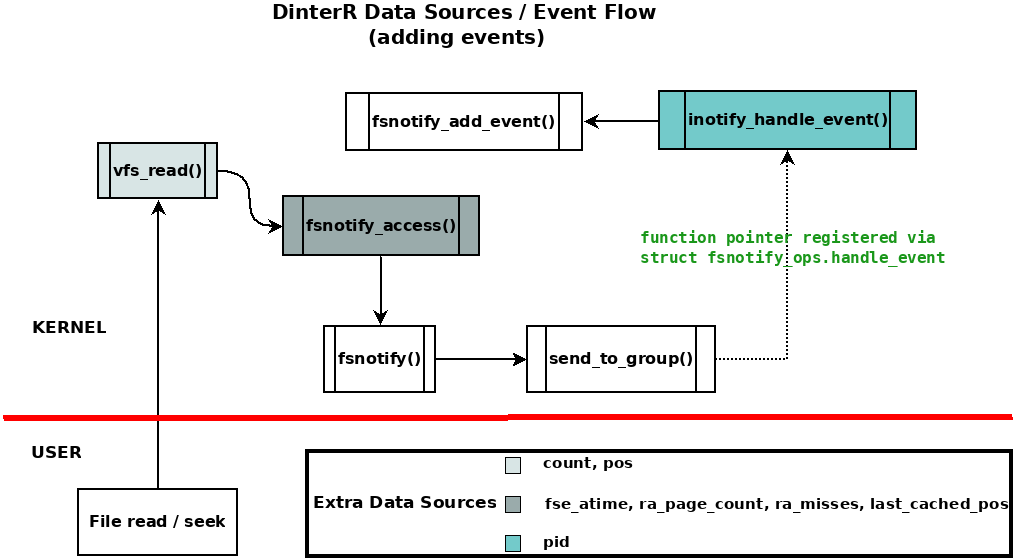 DinterR Data Sources / Event Flow
(adding events)
fsnotify_add_event()
inotify_handle_event()
vfs_read()
fsnotify_access()
function pointer registered via
struct fsnotify_ops.handle_event
KERNEL
fsnotify()
send_to_group()
USER
File read / seek
Extra Data Sources
count, pos
fse_atime, ra_page_count, ra_misses, last_cached_pos
pid